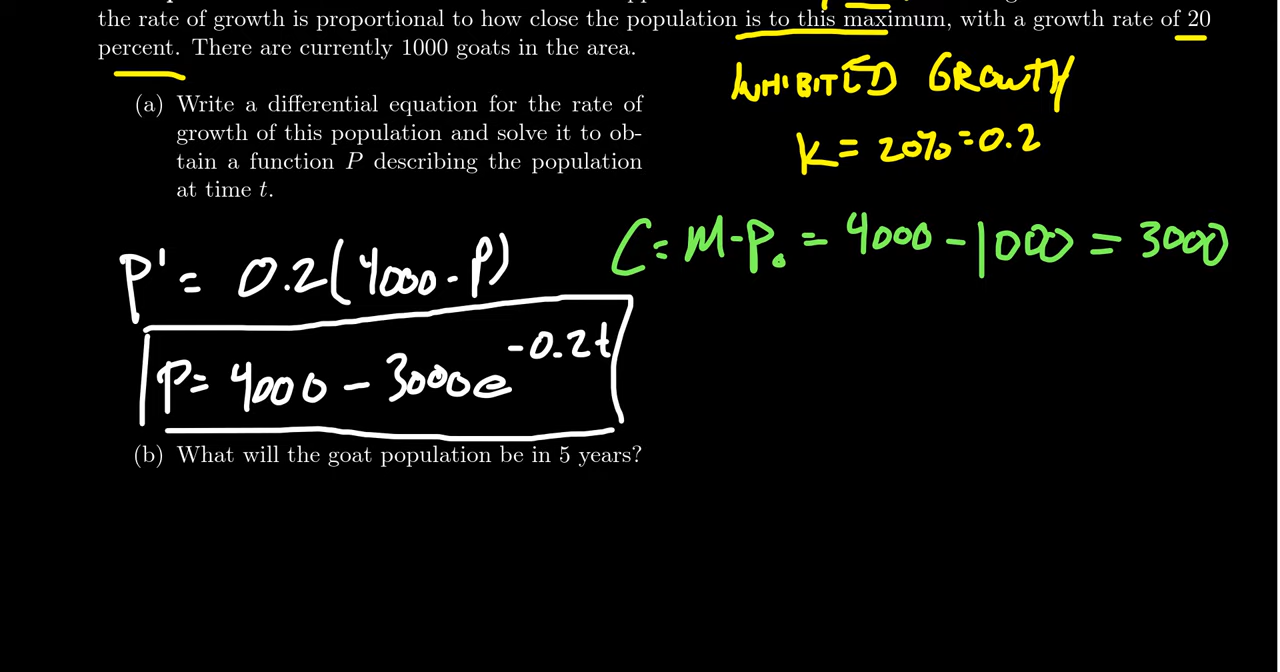 the rate of growth is proportional to how close the population is to this maximum, with a growth rate of 20
percent. There are currently 1000 goats in the area.
INHIBITED GROWTH
K = 20% = 0.2
(a) Write a differential equation for the rate of
growth of this population and solve it to ob-
tain a function P describing the population
at time t.
C = M - P₀ = 4000 - 1000 = 3000
P' = 0.2(4000 - P)
P = 4000 - 3000e^-0.2t
(b) What will the goat population be in 5 years?